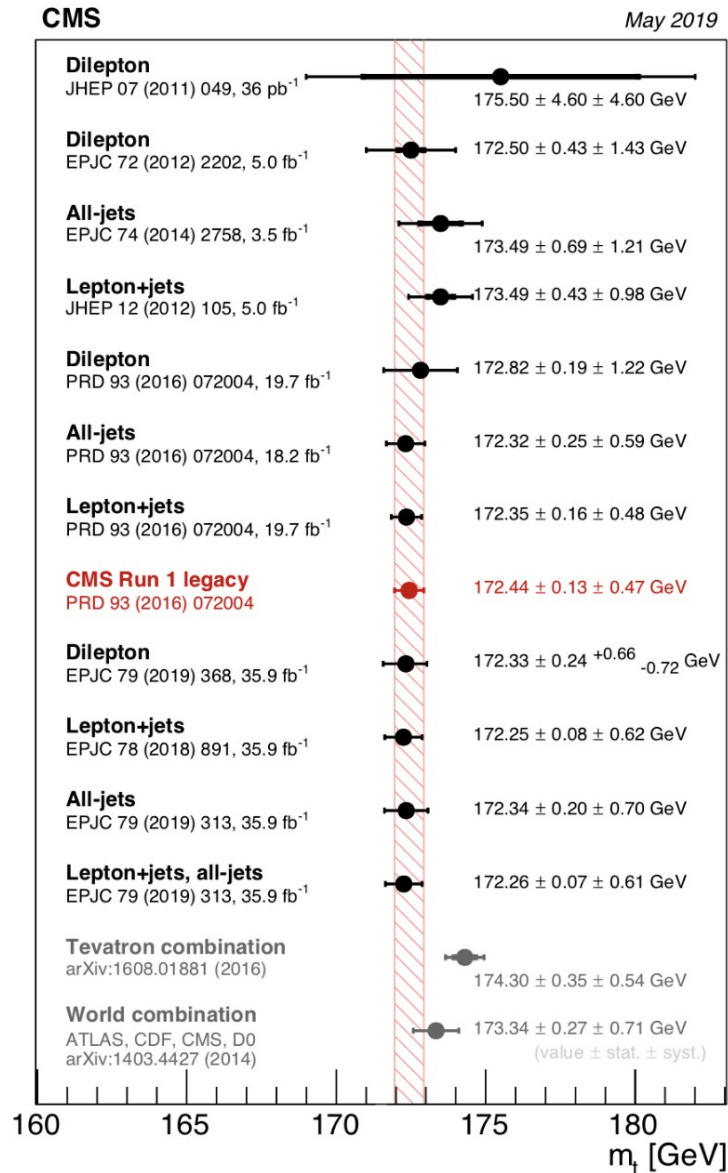 CMS May 2019
Dilepton
JHEP 07 (2011) 049, 36 pb⁻¹
175.50 ± 4.60 ± 4.60 GeV
Dilepton
EPJC 72 (2012) 2202, 5.0 fb⁻¹
172.50 ± 0.43 ± 1.43 GeV
All-jets
EPJC 74 (2014) 2758, 3.5 fb⁻¹
173.49 ± 0.69 ± 1.21 GeV
Lepton+jets
JHEP 12 (2012) 105, 5.0 fb⁻¹
173.49 ± 0.43 ± 0.98 GeV
Dilepton
PRD 93 (2016) 072004, 19.7 fb⁻¹
172.82 ± 0.19 ± 1.22 GeV
All-jets
PRD 93 (2016) 072004, 18.2 fb⁻¹
172.32 ± 0.25 ± 0.59 GeV
Lepton+jets
PRD 93 (2016) 072004, 19.7 fb⁻¹
172.35 ± 0.16 ± 0.48 GeV
CMS Run 1 legacy
PRD 93 (2016) 072004
172.44 ± 0.13 ± 0.47 GeV
Dilepton
EPJC 79 (2019) 368, 35.9 fb⁻¹
172.33 ± 0.24 +0.66 -0.72 GeV
Lepton+jets
EPJC 78 (2018) 891, 35.9 fb⁻¹
172.25 ± 0.08 ± 0.62 GeV
All-jets
EPJC 79 (2019) 313, 35.9 fb⁻¹
172.34 ± 0.20 ± 0.70 GeV
Lepton+jets, all-jets
EPJC 79 (2019) 313, 35.9 fb⁻¹
172.26 ± 0.07 ± 0.61 GeV
Tevatron combination
arXiv:1608.01881 (2016)
174.30 ± 0.35 ± 0.54 GeV
World combination
ATLAS, CDF, CMS, D0
arXiv:1403.4427 (2014)
173.34 ± 0.27 ± 0.71 GeV
(value ± stat. ± syst.)
160 165 170 175 180
m_t [GeV]